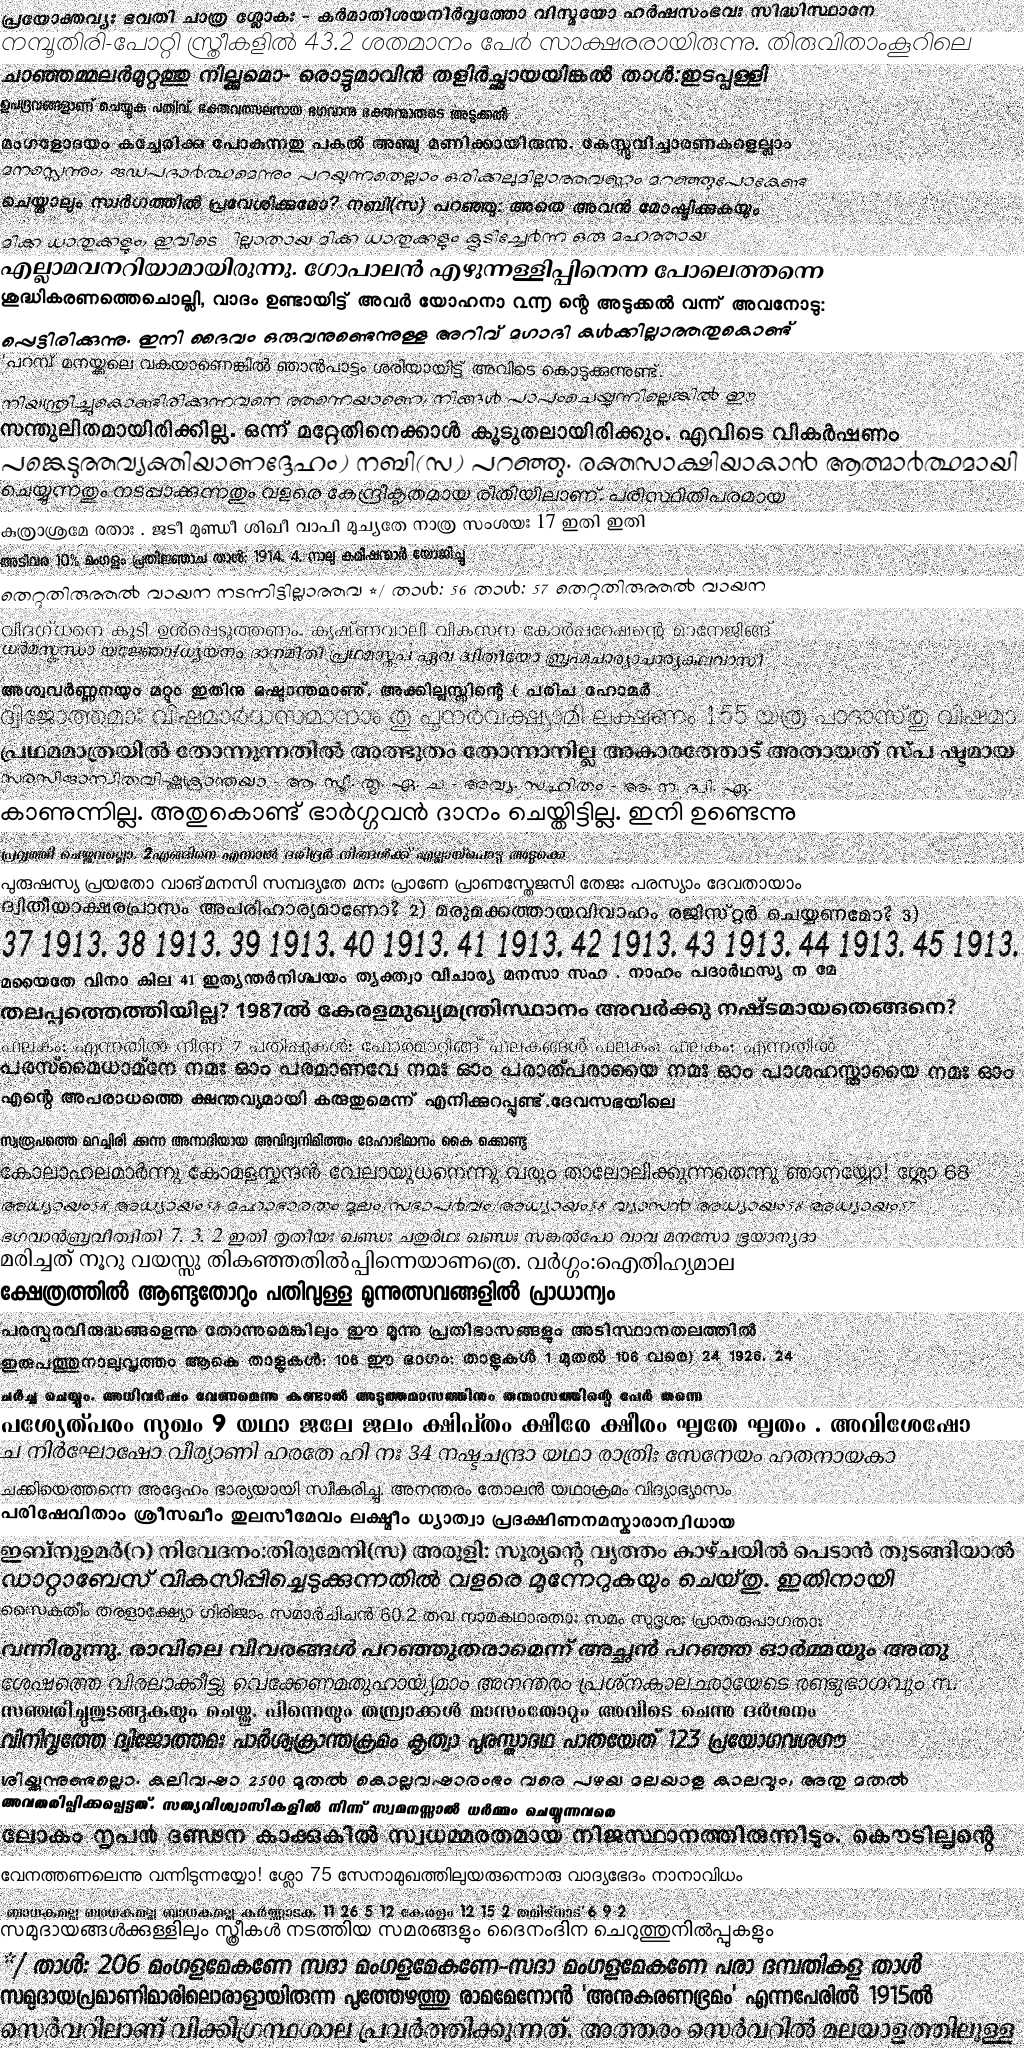 പ്രയോക്തവ്യഃ ഭവതി ചാത്ര ശ്ലോകഃ - കർമാതിശയനിർവൃത്തോ വിസ്മയോ ഹർഷസംഭവഃ സിദ്ധിസ്ഥാനേ
നമ്പൂതിരി-പോറ്റി സ്ത്രീകളിൽ 43.2 ശതമാനം പേർ സാക്ഷരരായിരുന്നു. തിരുവിതാംകൂറിലെ
ചാഞ്ഞമ്മലർമുറ്റത്തു നില്ക്കുമൊ- രൊട്ടുമാവിൻ തളിർച്ഛായയിങ്കൽ താൾ:ഇടപ്പള്ളി
ഉപദ്രവങ്ങളാണ് ചെയ്യുക പതിവ്. ഭക്തവത്സലനായ ഭഗവാനു ഭക്തന്മാരുടെ അടുക്കൽ
മംഗളോദയം കച്ചേരിക്കു പോകുന്നതു പകൽ അഞ്ചു മണിക്കായിരുന്നു. കേസ്സുവിച്ചാരണകളെല്ലാം
മനസ്സെന്നും, ജഡപദാർത്ഥമെന്നും പറയുന്നതെല്ലാം ഒരിക്കലുമില്ലാത്തവണ്ണം മറഞ്ഞുപോകേണ്ട
ചെയ്താലും സ്വർഗത്തിൽ പ്രവേശിക്കുമോ? നബി(സ) പറഞ്ഞു: അതെ അവൻ മോഷ്ടിക്കുകയും
മിക്ക ധാതുക്കളും, ഇവിടെ ില്ലാതായ മിക്ക ധാതുക്കളും കൂടിച്ചേർന്ന ഒരു മഹത്തായ
എല്ലാമവനറിയാമായിരുന്നു. ഗോപാലൻ എഴുന്നള്ളിപ്പിനെന്ന പോലെത്തന്നെ
ശുദ്ധികരണത്തെചൊല്ലി, വാദം ഉണ്ടായിട്ട് അവർ യോഹനാ ൨൬ ന്റെ അടുക്കൽ വന്ന് അവനോടു:
പ്പെട്ടിരിക്കുന്നു. ഇനി ദൈവം ഒരുവനുണ്ടെന്നുള്ള അറിവ് മഗാദി കൾക്കില്ലാത്തതുകൊണ്ട്
'പറമ്പ് മനയ്ക്കലെ വകയാണെങ്കിൽ ഞാൻപാട്ടം ശരിയായിട്ട് അവിടെ കൊടുക്കുന്നുണ്ട്.
നിയന്ത്രിച്ചുകൊണ്ടിരിക്കുന്നവനെ തന്നെയാണെ, നിങ്ങൾ പാപംചെയ്യുന്നില്ലെങ്കിൽ ഈ
സന്തുലിതമായിരിക്കില്ല. ഒന്ന് മറ്റേതിനെക്കാൾ കൂടുതലായിരിക്കും. എവിടെ വികർഷണം
പങ്കെടുത്തവ്യക്തിയാണദ്ദേഹം) നബി(സ) പറഞ്ഞു. രക്തസാക്ഷിയാകാൻ ആത്മാർത്ഥമായി
ചെയ്യുന്നതും നടപ്പാക്കുന്നതും വളരെ കേന്ദ്രീകൃതമായ രീതിയിലാണ്. പരിസ്ഥിതിപരമായ
കുത്രാശ്രമേ രതാഃ . ജടീ മുണ്ഡീ ശിഖീ വാപി മുച്യതേ നാത്ര സംശയഃ 17 ഇതി ഇതി
അടിവര 10% മംഗളം പ്രതിജ്ഞാച താൾ: 1914. 4. നാലു കമീഷന്മാർ യോജിച്ചു
തെറ്റുതിരുത്തൽ വായന നടന്നിട്ടില്ലാത്തവ */ താൾ: 56 താൾ: 57 തെറ്റുതിരുത്തൽ വായന
വിദഗ്ധനെ കൂടി ഉൾപ്പെടുത്തണം. കൃഷ്ണവാലി വികസന കോർപ്പറേഷന്റെ മാനേജിങ്ങ്
ധർമസ്കന്ധാ യജ്ഞോഽധ്യയനം ദാനമിതി പ്രഥമസ്തപ ഏവ ദ്വിതീയോ ബ്രഹ്മചാര്യാചാര്യകുലവാസീ
അശ്വവർണ്ണനയും മറ്റും ഇതിനു ദൃഷ്ടാന്തമാണ്. അക്കില്ലസ്സിന്റെ ( പരിച ഹോമർ
ദ്വിജോത്തമാഃ വിഷമാർധസമാനാം തു പുനർവക്ഷ്യാമി ലക്ഷണം 155 യത്ര പാദാസ്തു വിഷമാ
പ്രഥമമാത്രയിൽ തോന്നുന്നതിൽ അത്ഭുതം തോന്നാനില്ല അകാരത്തോട് അതായത് സ്പ ഷ്ടമായ
സരസിജാസ്ഥിതവിഷ്ണുക്രാന്തയാ - ആ. സ്ത്രീ. തൃ. ഏ. ച - അവ്യ. സഹിതം - അ. ന. ദ്വി. ഏ.
കാണുന്നില്ല. അതുകൊണ്ട് ഭാർഗ്ഗവൻ ദാനം ചെയ്തിട്ടില്ല. ഇനി ഉണ്ടെന്നു
പ്രവൃത്തി ചെയ്തുവല്ലൊ. 2എങ്ങിനെ എന്നാൽ ദരിദ്രർ നിങ്ങൾക്ക് എല്ലായ്പൊഴും അടുക്കെ
പുരുഷസ്യ പ്രയതോ വാങ്മനസി സമ്പദ്യതേ മനഃ പ്രാണേ പ്രാണസ്തേജസി തേജഃ പരസ്യാം ദേവതായാം
ദ്വിതീയാക്ഷരപ്രാസം അപരിഹാര്യമാണോ? 2) മരുമക്കത്തായവിവാഹം രജിസ്റ്റർ ചെയ്യണമോ? 3)
37 1913. 38 1913. 39 1913. 40 1913. 41 1913. 42 1913. 43 1913. 44 1913. 45 1913.
മയൈതേ വിനാ കില 41 ഇത്യന്തർനിശ്ചയം ത്യക്ത്വാ വിചാര്യ മനസാ സഹ . നാഹം പദാർഥസ്യ ന മേ
തലപ്പത്തെത്തിയില്ല? 1987ൽ കേരളമുഖ്യമന്ത്രിസ്ഥാനം അവർക്കു നഷ്ടമായതെങ്ങനെ?
ഫലകം: എന്നതിൽ നിന്ന് 7 പതിപ്പുകൾ: ഫോർമാറ്റിങ്ങ് ഫലകങ്ങൾ ഫലകം: ഫലകം: എന്നതിൽ
പരസ്മൈധാമ്നേ നമഃ ഓം പരമാണവേ നമഃ ഓം പരാത്പരായൈ നമഃ ഓം പാശഹസ്തായൈ നമഃ ഓം
എന്റെ അപരാധത്തെ ക്ഷന്തവ്യമായി കരുതുമെന്ന് എനിക്കുറപ്പുണ്ട്.ദേവസഭയിലെ
സ്വരൂപത്തെ മറച്ചിരി ക്കുന്ന അനാദിയായ അവിദ്യനിമിത്തം ദേഹാഭിമാനം കൈ ക്കൊണ്ടു
കോലാഹലമാർന്നു കോമളസ്കന്ദൻ വേലായുധനെന്നു വരും താലോലിക്കുന്നതെന്നു ഞാനയ്യോ! ശ്ലോ 68
അധ്യായം58 അധ്യായം58 മഹാഭാരതം മൂലം/സഭാപർവം/അധ്യായം58 വ്യാസൻ അധ്യായം58 അധ്യായം57
ഭഗവാൻബ്രവീത്വിതി 7. 3. 2 ഇതി തൃതീയഃ ഖണ്ഡഃ ചതുർഥഃ ഖണ്ഡഃ സങ്കൽപോ വാവ മനസോ ഭൂയാന്യദാ
മരിച്ചത് നൂറു വയസ്സു തികഞ്ഞതിൽപ്പിന്നെയാണത്രെ. വർഗ്ഗം:ഐതിഹ്യമാല
ക്ഷേത്രത്തിൽ ആണ്ടുതോറും പതിവുള്ള മൂന്നുത്സവങ്ങളിൽ പ്രാധാന്യം
പരസ്പരവിരുദ്ധങ്ങളെന്നു തോന്നുമെങ്കിലും ഈ മൂന്നു പ്രതിഭാസങ്ങളും അടിസ്ഥാനതലത്തിൽ
ഇരുപത്തുനാലുവൃത്തം ആകെ താളുകൾ: 106 ഈ ഭാഗം: താളുകൾ 1 മുതൽ 106 വരെ) 24 1926. 24
ചർച്ച ചെയ്യും. അധിവർഷം വേണമെന്നു കണ്ടാൽ അടുത്തമാസത്തിന്നും തന്മാസത്തിന്റെ പേർ തന്നെ
പശ്യേത്പരം സുഖം 9 യഥാ ജലേ ജലം ക്ഷിപ്തം ക്ഷീരേ ക്ഷീരം ഘൃതേ ഘൃതം . അവിശേഷോ
ച നിർഘോഷോ വീര്യാണി ഹരതേ ഹി നഃ 34 നഷ്ടചന്ദ്രാ യഥാ രാത്രിഃ സേനേയം ഹതനായകാ
ചക്കിയെത്തന്നെ അദ്ദേഹം ഭാര്യയായി സ്വീകരിച്ചു. അനന്തരം തോലൻ യഥാക്രമം വിദ്യാഭ്യാസം
പരിഷേവിതാം ശ്രീസഖീം തുലസീമേവം ലക്ഷ്മീം ധ്യാത്വാ പ്രദക്ഷിണനമസ്കാരാന്വിധായ
ഇബ്നുഉമർ(റ) നിവേദനം:തിരുമേനി(സ) അരുളി: സൂര്യന്റെ വൃത്തം കാഴ്ചയിൽ പെടാൻ തുടങ്ങിയാൽ
ഡാറ്റാബേസ് വികസിപ്പിച്ചെടുക്കുന്നതിൽ വളരെ മുന്നേറുകയും ചെയ്തു. ഇതിനായി
സൈകതീം തരളാക്ഷ്യോ ഗിരിജാം സമാർചിചൻ 60.2 തവ നാമകഥാരതാഃ സമം സുദൃശഃ പ്രാതരുപാഗതാഃ
വന്നിരുന്നു. രാവിലെ വിവരങ്ങൾ പറഞ്ഞുതരാമെന്ന് അച്ഛൻ പറഞ്ഞ ഓർമ്മയും അതു
ശേഷത്തെ വിരലാക്കീട്ടു വെക്കേണമതുഹായ്യ്മാം അനന്തരം പ്രശ്നകാലച്ഛായേടെ രണ്ടുഭാഗവും സ
സഞ്ചരിച്ചുതുടങ്ങുകയും ചെയ്തു. പിന്നെയും തമ്പ്രാക്കൾ മാസംതോറും അവിടെ ചെന്നു ദർശനം
വിനിവൃത്തേ ദ്വിജോത്തമഃ പാർശ്വക്രാന്തക്രമം കൃത്വാ പുരസ്താദഥ പാതയേത് 123 പ്രയോഗവശഗൗ
ശിയ്ക്കുന്നുണ്ടല്ലൊ. കലിവഷാ 2500 മുതൽ കൊല്ലവഷാരംഭം വരെ പഴയ മലയാള കാലവും, അതു മതൽ
അവതരിപ്പിക്കപ്പെട്ടത്. സത്യവിശ്വാസികളിൽ നിന്ന് സ്വമനസ്സാൽ ധർമ്മം ചെയ്യുന്നവരെ
ലോകം നൃപൻ ദണ്ഢന കാക്കുകിൽ സ്വധമ്മരതമായ നിജസ്ഥാനത്തിരുന്നിടും. കൌടില്യന്റെ
വേനത്തണലെന്നു വന്നിടുന്നയ്യോ! ശ്ലോ 75 സേനാമുഖത്തിലുയരുന്നൊരു വാദ്യഭേദം നാനാവിധം
ബാധകമല്ല ബാധകമല്ല ബാധകമല്ല കർണ്ണാടക 11 26 5 12 കേരളം 12 15 2 തമിഴ്‌നാട് 6 9 2
സമുദായങ്ങൾക്കുള്ളിലും സ്ത്രീകൾ നടത്തിയ സമരങ്ങളും ദൈനംദിന ചെറുത്തുനിൽപ്പുകളും
*/ താൾ: 206 മംഗളമേകണേ സദാ മംഗളമേകണേ-സദാ മംഗളമേകണേ പരാ ദമ്പതികള താൾ
സമുദായപ്രമാണിമാരിലൊരാളായിരുന്ന പുത്തേഴത്തു രാമമേനോൻ 'അനുകരണഭ്രമം' എന്നപേരിൽ 1915ൽ
സെർവറിലാണ് വിക്കിഗ്രന്ഥശാല പ്രവർത്തിക്കുന്നത്. അത്തരം സെർവറിൽ മലയാളത്തിലുള്ള